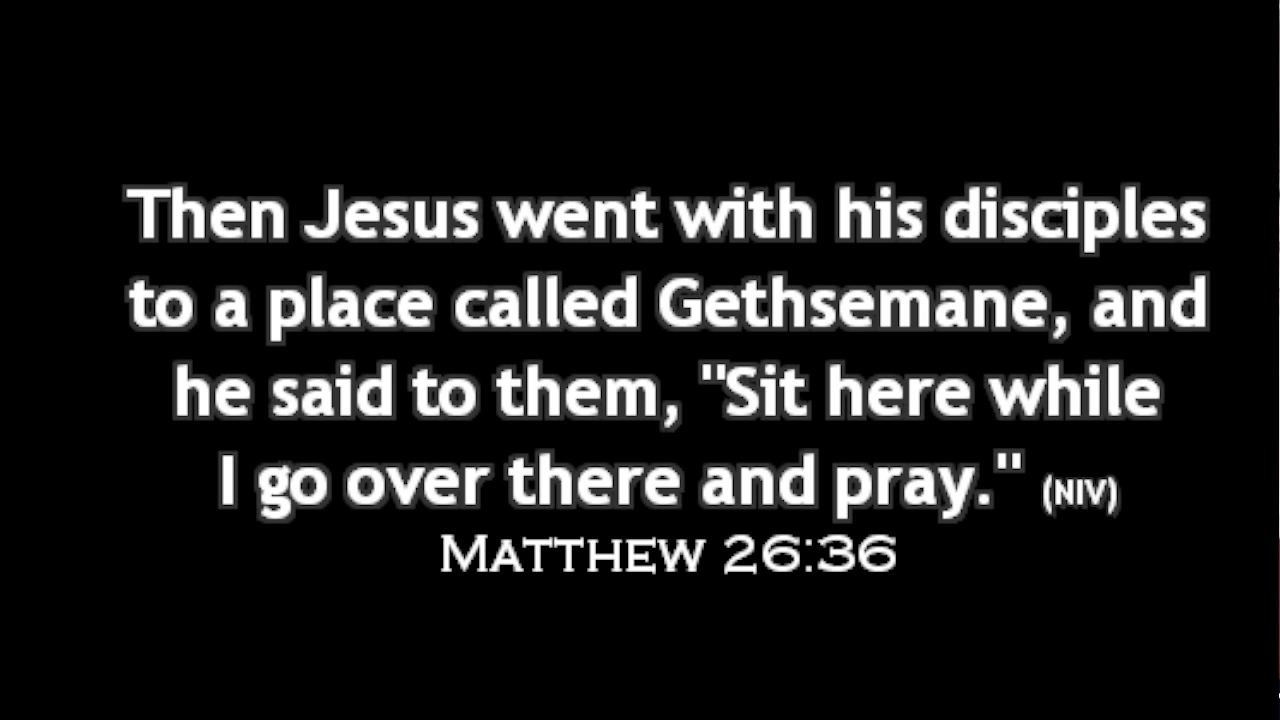 Then Jesus went with his disciples
to a place called Gethsemane, and
he said to them, "Sit here while
I go over there and pray." (NIV)
MATTHEW 26:36